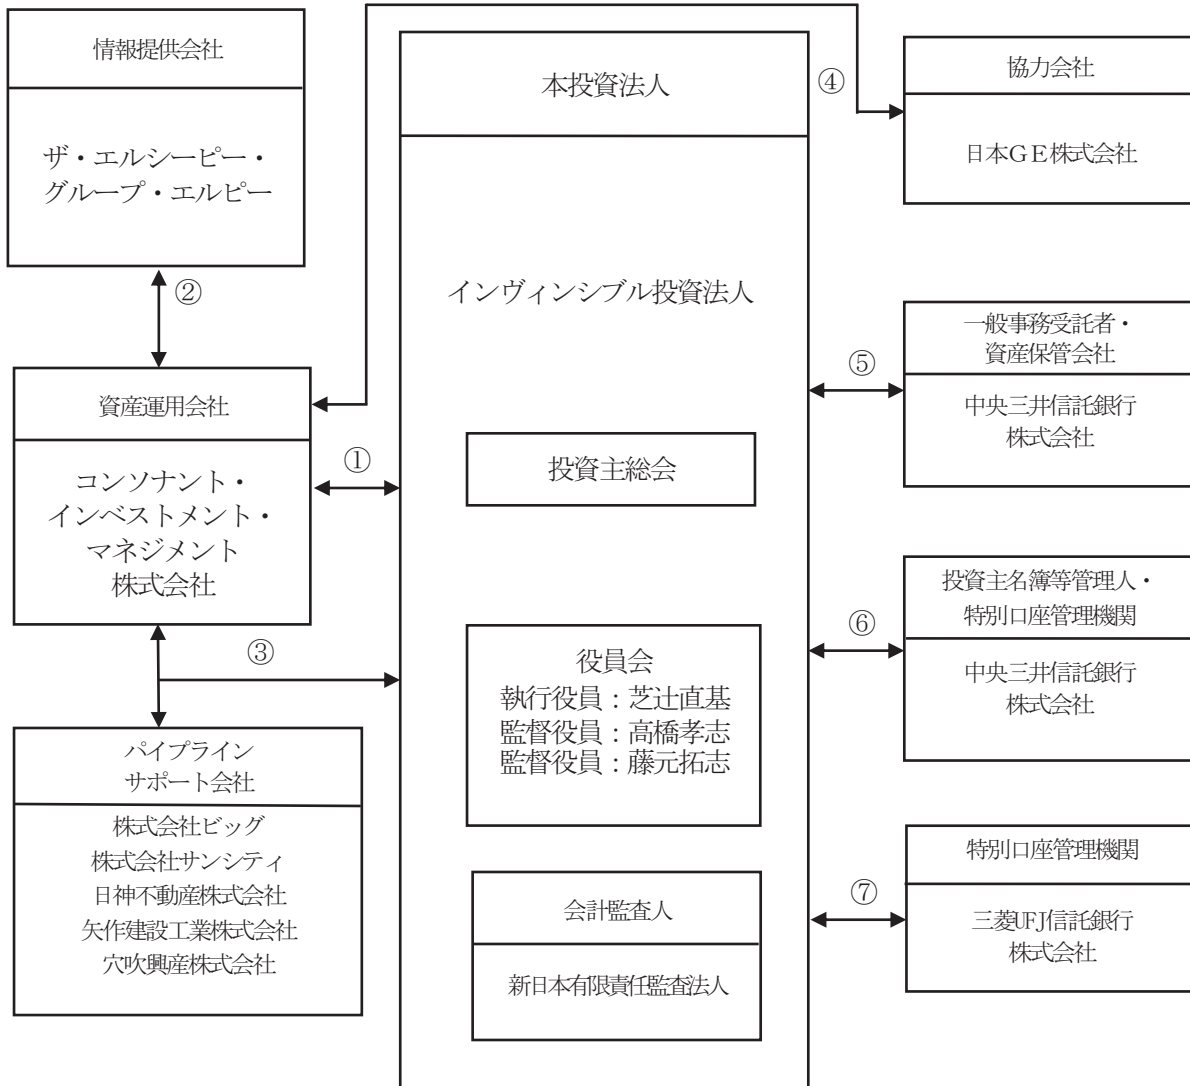 情報提供会社
ザ・エルシーピー・
グループ・エルピー
②
資産運用会社
コンソナント・
インベストメント・
マネジメント
株式会社
①
③
パイプライン
サポート会社
株式会社ビッグ
株式会社サンシティ
日神不動産株式会社
矢作建設工業株式会社
穴吹興産株式会社
本投資法人
インヴィンシブル投資法人
投資主総会
役員会
執行役員：芝辻直基
監督役員：高橋孝志
監督役員：藤元拓志
会計監査人
新日本有限責任監査法人
④
協力会社
日本ＧＥ株式会社
⑤
一般事務受託者・
資産保管会社
中央三井信託銀行
株式会社
⑥
投資主名簿等管理人・
特別口座管理機関
中央三井信託銀行
株式会社
⑦
特別口座管理機関
三菱UFJ信託銀行
株式会社